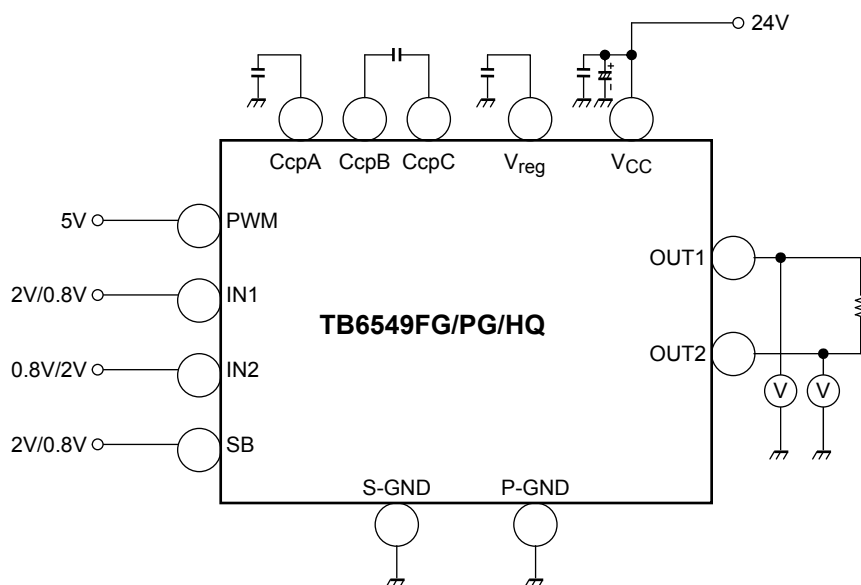 24V
+
-
CcpA CcpB CcpC Vreg VCC
5V PWM
OUT1
2V/0.8V IN1
TB6549FG/PG/HQ
OUT2
0.8V/2V IN2
V V
2V/0.8V SB
S-GND P-GND